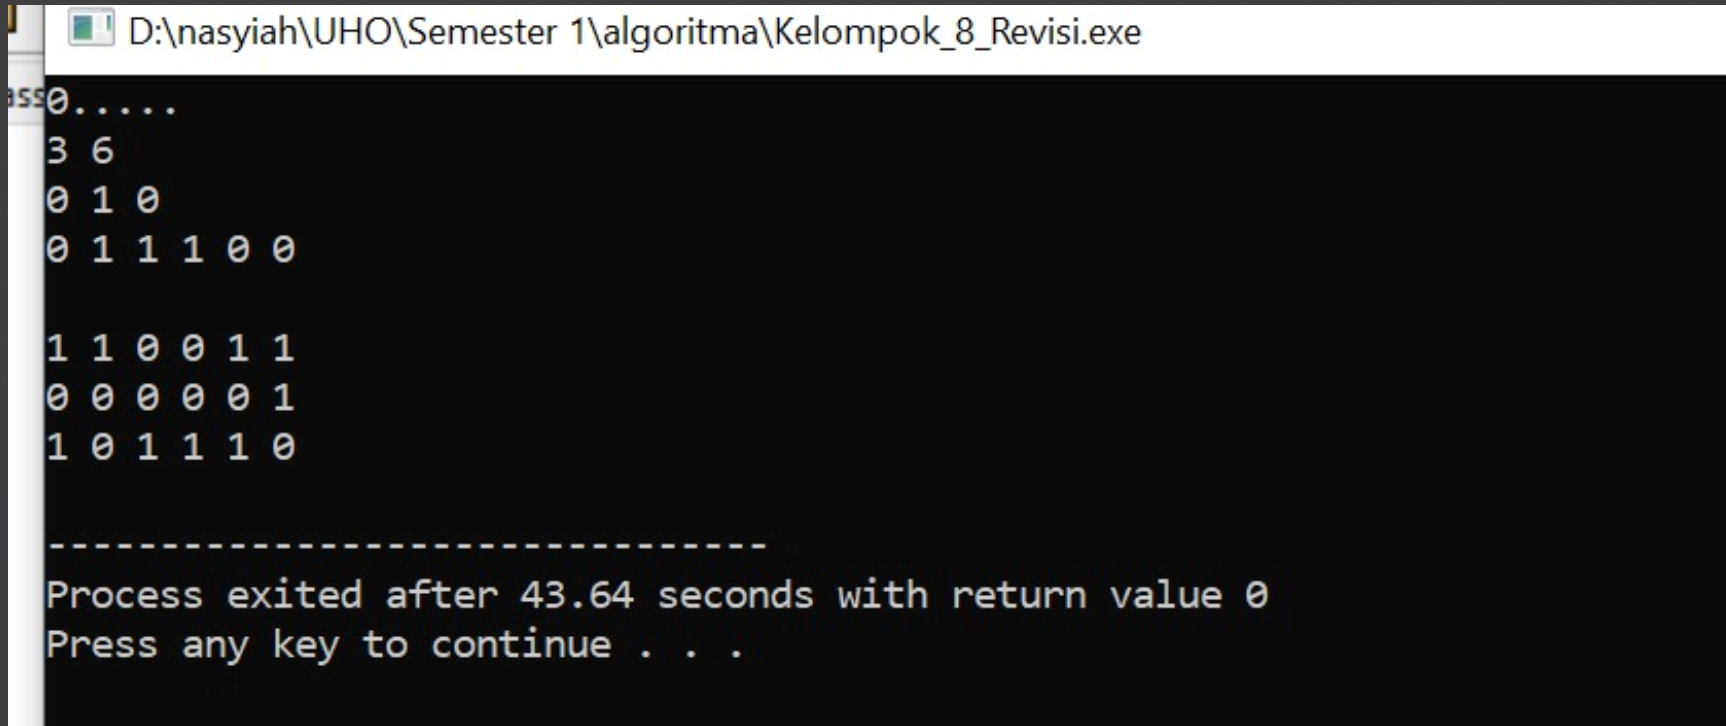 D:\nasyiah\UHO\Semester 1\algoritma\Kelompok_8_Revisi.exe
ass
0.....
3 6
0 1 0
0 1 1 1 0 0
1 1 0 0 1 1
0 0 0 0 0 1
1 0 1 1 1 0
--------------------------------
Process exited after 43.64 seconds with return value 0
Press any key to continue . . .